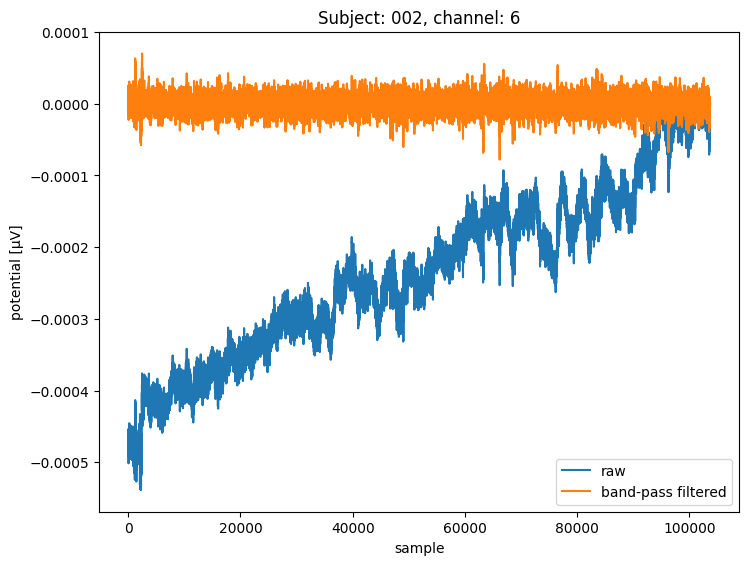 Subject: 002, channel: 6
0.0001
0.0000
−0.0001
−0.0002
−0.0003
−0.0004
−0.0005
potential [µV]
0
20000
40000
60000
80000
100000
sample
raw
band-pass filtered